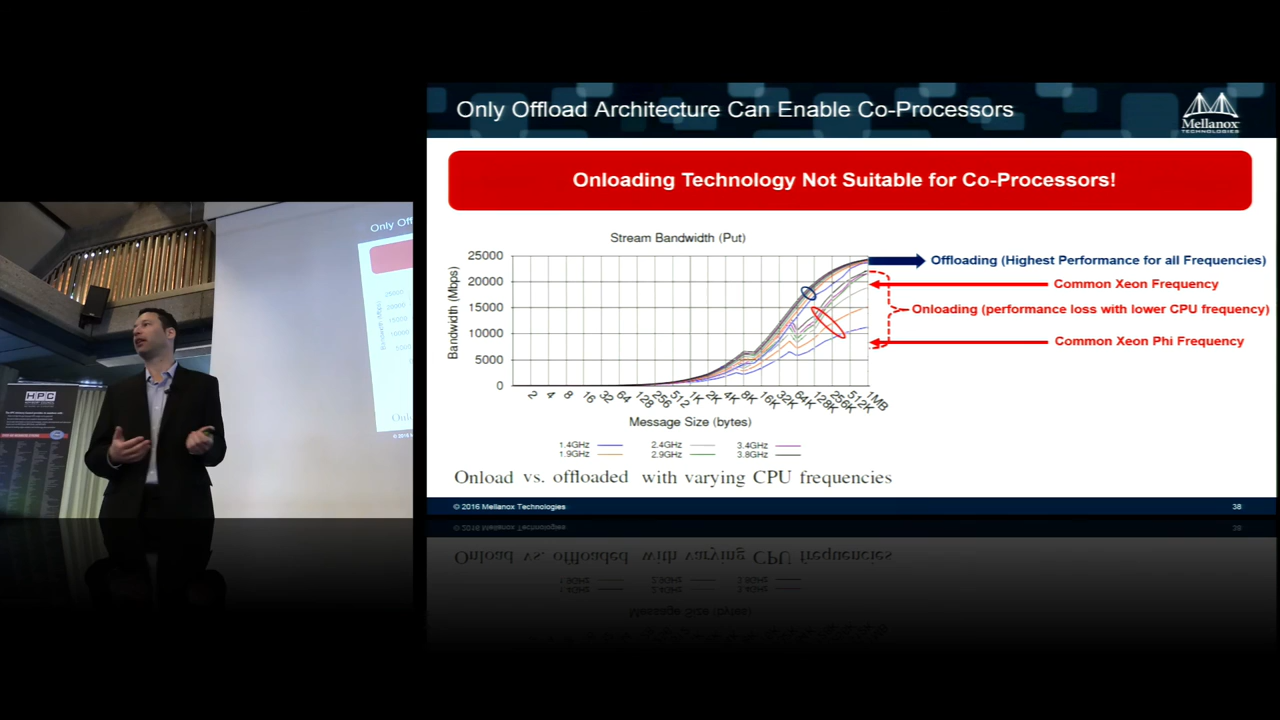 Only Offload Architecture Can Enable Co-Processors
Mellanox
TECHNOLOGIES
Onloading Technology Not Suitable for Co-Processors!
Stream Bandwidth (Put)
Bandwidth (Mbps)
25000
20000
15000
10000
5000
0
2 4 8 16 32 64 128 256 512 1K 2K 4K 8K 16K 32K 64K 128K 256K 512K 1MB
Message Size (bytes)
1.4GHz 2.4GHz 3.4GHz
1.9GHz 2.9GHz 3.8GHz
Offloading (Highest Performance for all Frequencies)
Common Xeon Frequency
Onloading (performance loss with lower CPU frequency)
Common Xeon Phi Frequency
Onload vs. offloaded with varying CPU frequencies
© 2016 Mellanox Technologies
38
Only Off
HPC